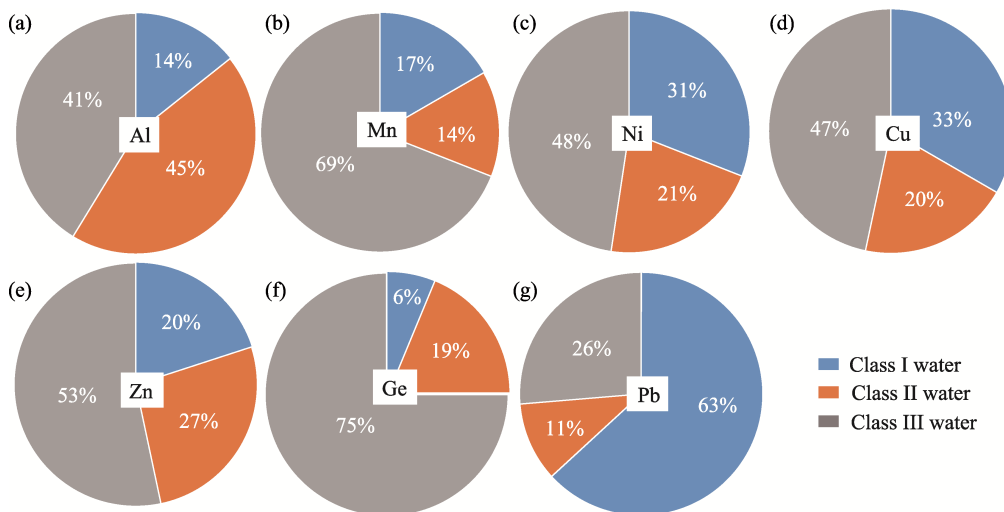 (a)
14%
41%
Al
45%
(b)
17%
Mn
14%
69%
(c)
31%
Ni
48%
21%
(d)
33%
47%
Cu
20%
(e)
20%
53%
Zn
27%
(f)
6%
19%
Ge
75%
(g)
26%
Pb
63%
11%
Class I water
Class II water
Class III water